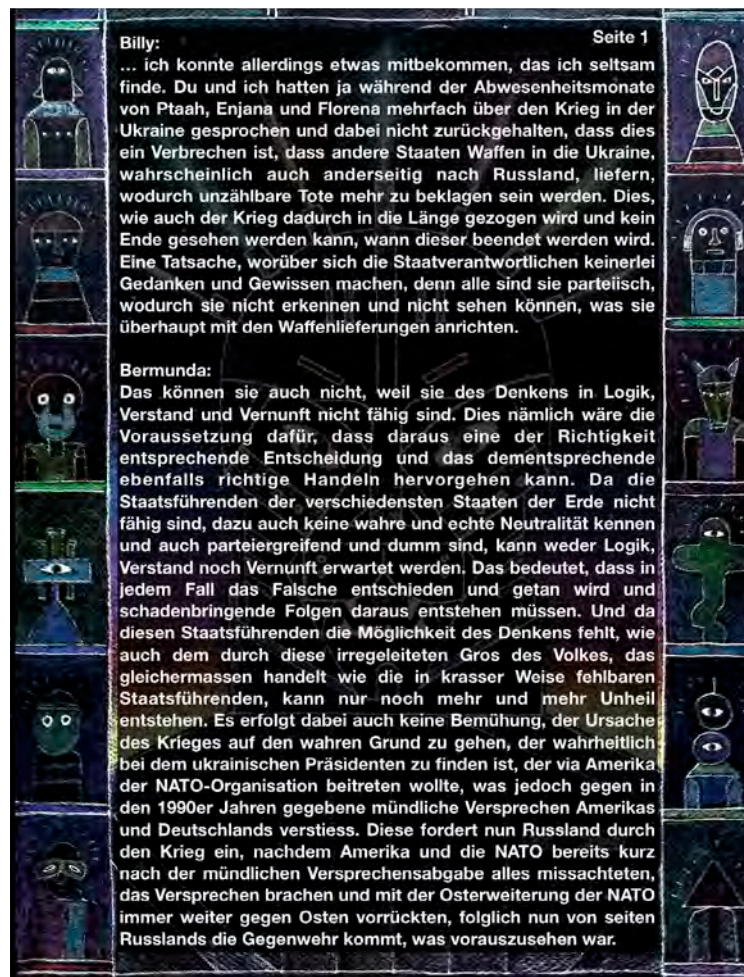 Seite 1
Billy:
... ich konnte allerdings etwas mitbekommen, das ich seltsam
finde. Du und ich hatten ja während der Abwesenheitsmonate
von Ptaah, Enjana und Florena mehrfach über den Krieg in der
Ukraine gesprochen und dabei nicht zurückgehalten, dass dies
ein Verbrechen ist, dass andere Staaten Waffen in die Ukraine,
wahrscheinlich auch anderseitig nach Russland, liefern,
wodurch unzählbare Tote mehr zu beklagen sein werden. Dies,
wie auch der Krieg dadurch in die Länge gezogen wird und kein
Ende gesehen werden kann, wann dieser beendet werden wird.
Eine Tatsache, worüber sich die Staatverantwortlichen keinerlei
Gedanken und Gewissen machen, denn alle sind sie parteiisch,
wodurch sie nicht erkennen und nicht sehen können, was sie
überhaupt mit den Waffenlieferungen anrichten.
Bermunda:
Das können sie auch nicht, weil sie des Denkens in Logik,
Verstand und Vernunft nicht fähig sind. Dies nämlich wäre die
Voraussetzung dafür, dass daraus eine der Richtigkeit
entsprechende Entscheidung und das dementsprechende
ebenfalls richtige Handeln hervorgehen kann. Da die
Staatsführenden der verschiedensten Staaten der Erde nicht
fähig sind, dazu auch keine wahre und echte Neutralität kennen
und auch parteiergreifend und dumm sind, kann weder Logik,
Verstand noch Vernunft erwartet werden. Das bedeutet, dass in
jedem Fall das Falsche entschieden und getan wird und
schadenbringende Folgen daraus entstehen müssen. Und da
diesen Staatsführenden die Möglichkeit des Denkens fehlt, wie
auch dem durch diese irregeleiteten Gros des Volkes, das
gleichermassen handelt wie die in krasser Weise fehlbaren
Staatsführenden, kann nur noch mehr und mehr Unheil
entstehen. Es erfolgt dabei auch keine Bemühung, der Ursache
des Krieges auf den wahren Grund zu gehen, der wahrheitlich
bei dem ukrainischen Präsidenten zu finden ist, der via Amerika
der NATO-Organisation beitreten wollte, was jedoch gegen in
den 1990er Jahren gegebene mündliche Versprechen Amerikas
und Deutschlands verstiess. Diese fordert nun Russland durch
den Krieg ein, nachdem Amerika und die NATO bereits kurz
nach der mündlichen Versprechensabgabe alles missachteten,
das Versprechen brachen und mit der Osterweiterung der NATO
immer weiter gegen Osten vorrückten, folglich nun von seiten
Russlands die Gegenwehr kommt, was vorauszusehen war.